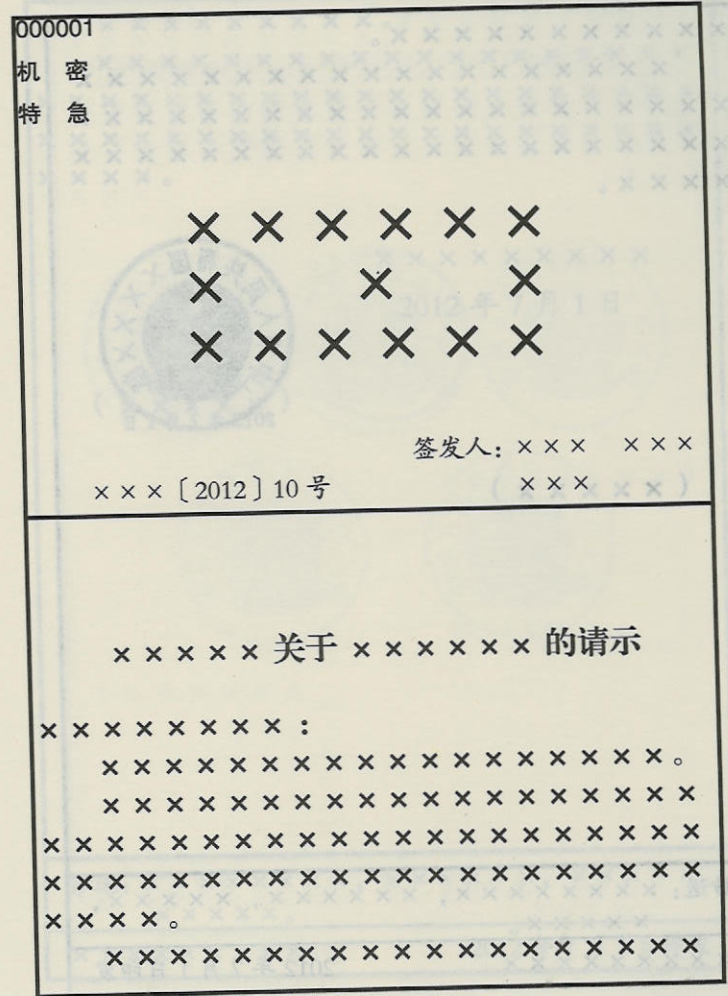 000001
机 密
特 急
× × × × × ×
× × ×
× × × × × ×
签发人：× × × × × ×
× × ×〔2012〕10 号 × × ×
× × × × × 关于 × × × × × × 的请示
× × × × × × × ×：
× × × × × × × × × × × × × × × × × ×。
× × × × × × × × × × × × × × × × × × ×
× × × × × × × × × × × × × × × × × × × × ×
× × × × × × × × × × × × × × × × × × × × ×
× × × ×。
× × × × × × × × × × × × × × × × × × ×